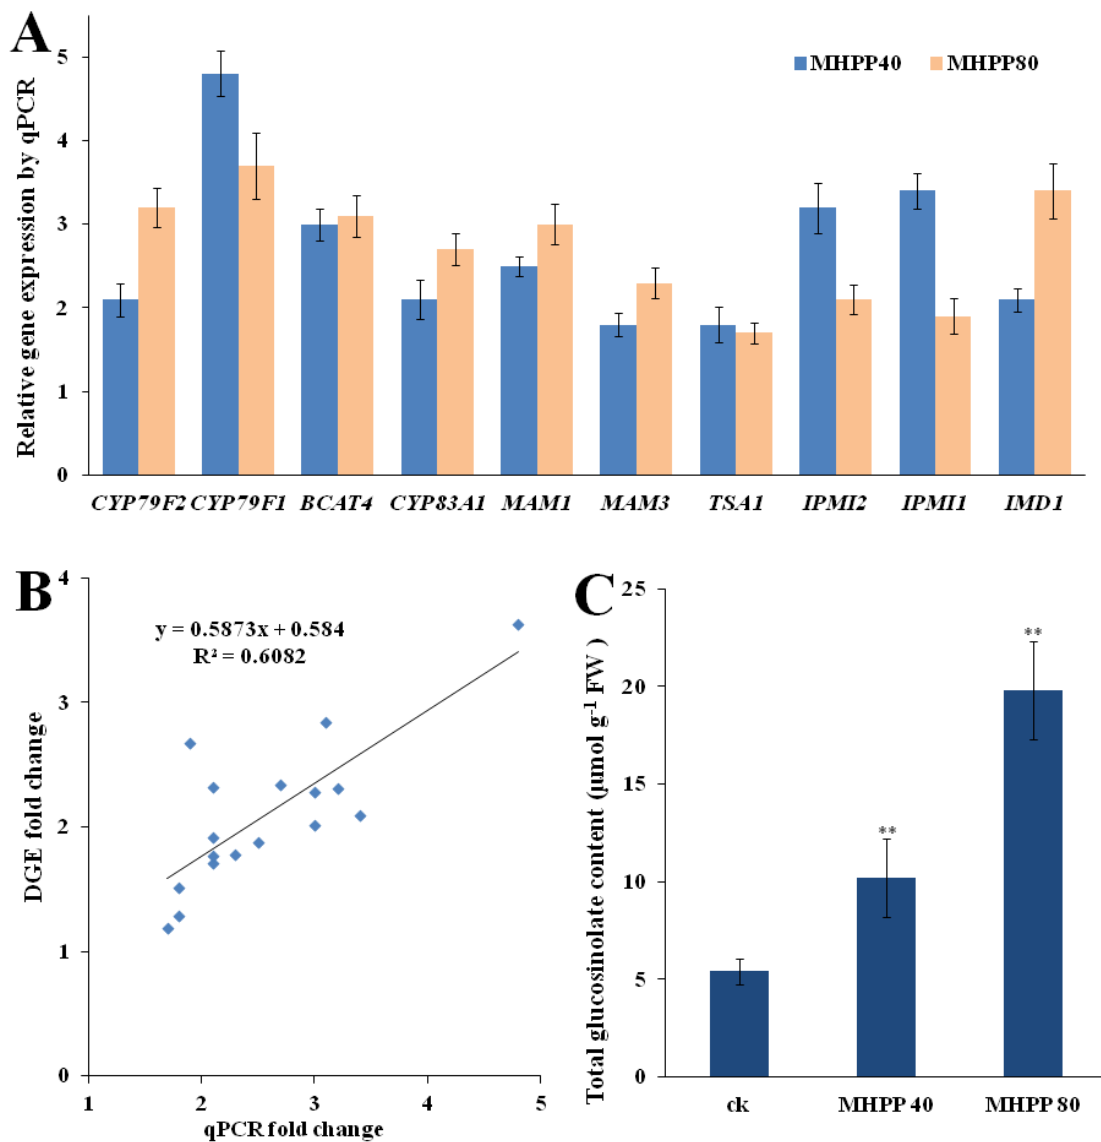 A
Relative gene expression by qPCR
5
4
3
2
1
0
MHPP40 MHPP80
CYP79F2 CYP79F1 BCAT4 CYP83A1 MAM1 MAM3 TSA1 IPMI2 IPMI1 IMD1
B
DGE fold change
4
3
2
1
0
y = 0.5873x + 0.584
R² = 0.6082
1 2 3 4 5
qPCR fold change
C
Total glucosinolate content (μmol g⁻¹ FW )
25
20
15
10
5
0
**
**
ck MHPP 40 MHPP 80